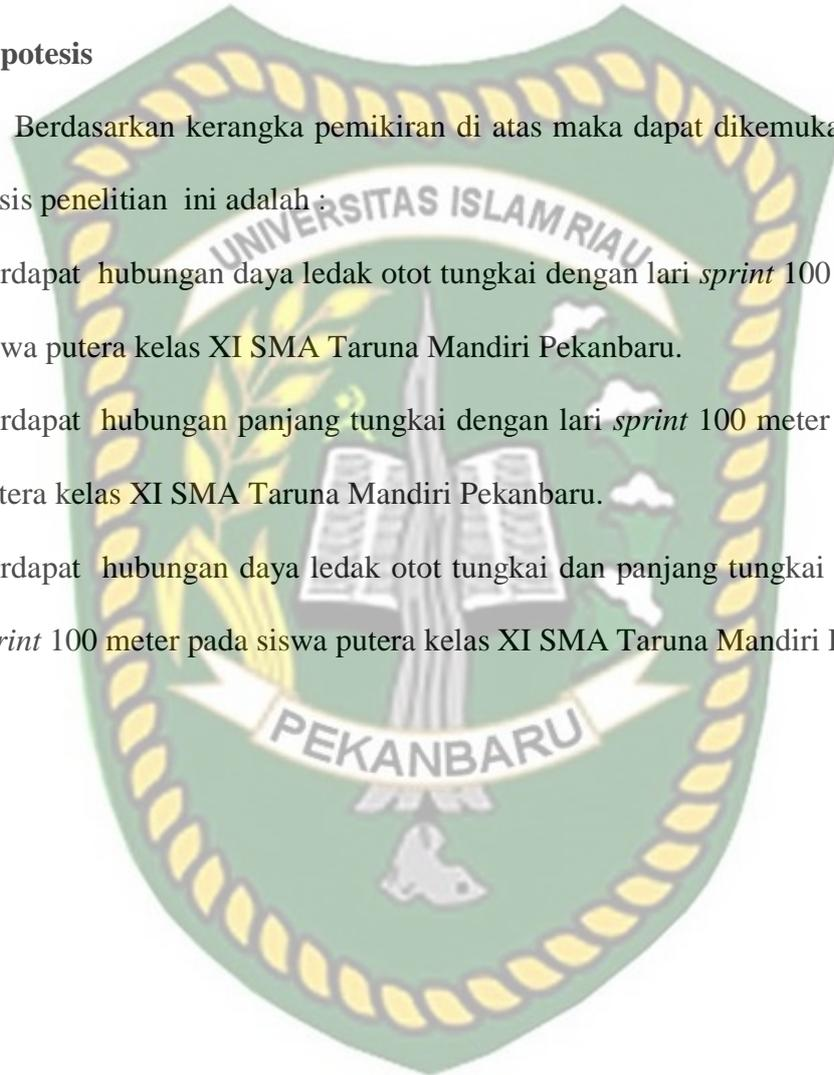 potesis
Berdasarkan kerangka pemikiran di atas maka dapat dikemuka
sis penelitian ini adalah :
UNIVERSITAS ISLAM RIAU
rdapat hubungan daya ledak otot tungkai dengan lari sprint 100
wa putera kelas XI SMA Taruna Mandiri Pekanbaru.
rdapat hubungan panjang tungkai dengan lari sprint 100 meter
tera kelas XI SMA Taruna Mandiri Pekanbaru.
rdapat hubungan daya ledak otot tungkai dan panjang tungkai
rint 100 meter pada siswa putera kelas XI SMA Taruna Mandiri
PEKANBARU